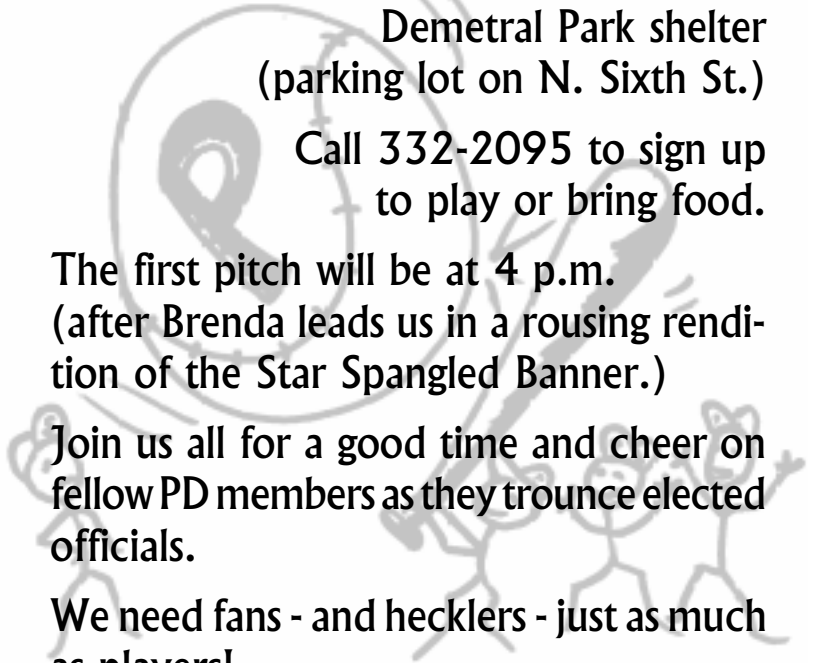 Demetral Park shelter
(parking lot on N. Sixth St.)
Call 332-2095 to sign up
to play or bring food.
The first pitch will be at 4 p.m.
(after Brenda leads us in a rousing rendi-
tion of the Star Spangled Banner.)
Join us all for a good time and cheer on
fellow PD members as they trounce elected
officials.
We need fans - and hecklers - just as much
as players!